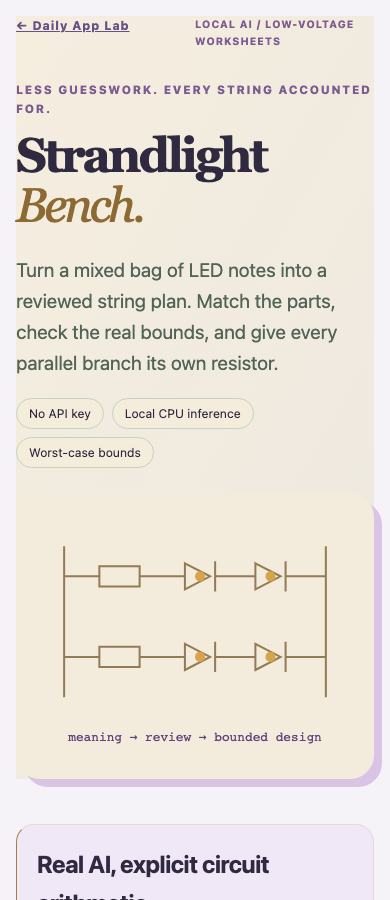 ← Daily App Lab
LOCAL AI / LOW-VOLTAGE
WORKSHEETS
LESS GUESSWORK. EVERY STRING ACCOUNTED
FOR.
Strandlight
Bench.
Turn a mixed bag of LED notes into a
reviewed string plan. Match the parts,
check the real bounds, and give every
parallel branch its own resistor.
No API key
Local CPU inference
Worst-case bounds
meaning → review → bounded design
Real AI, explicit circuit
arithmetic